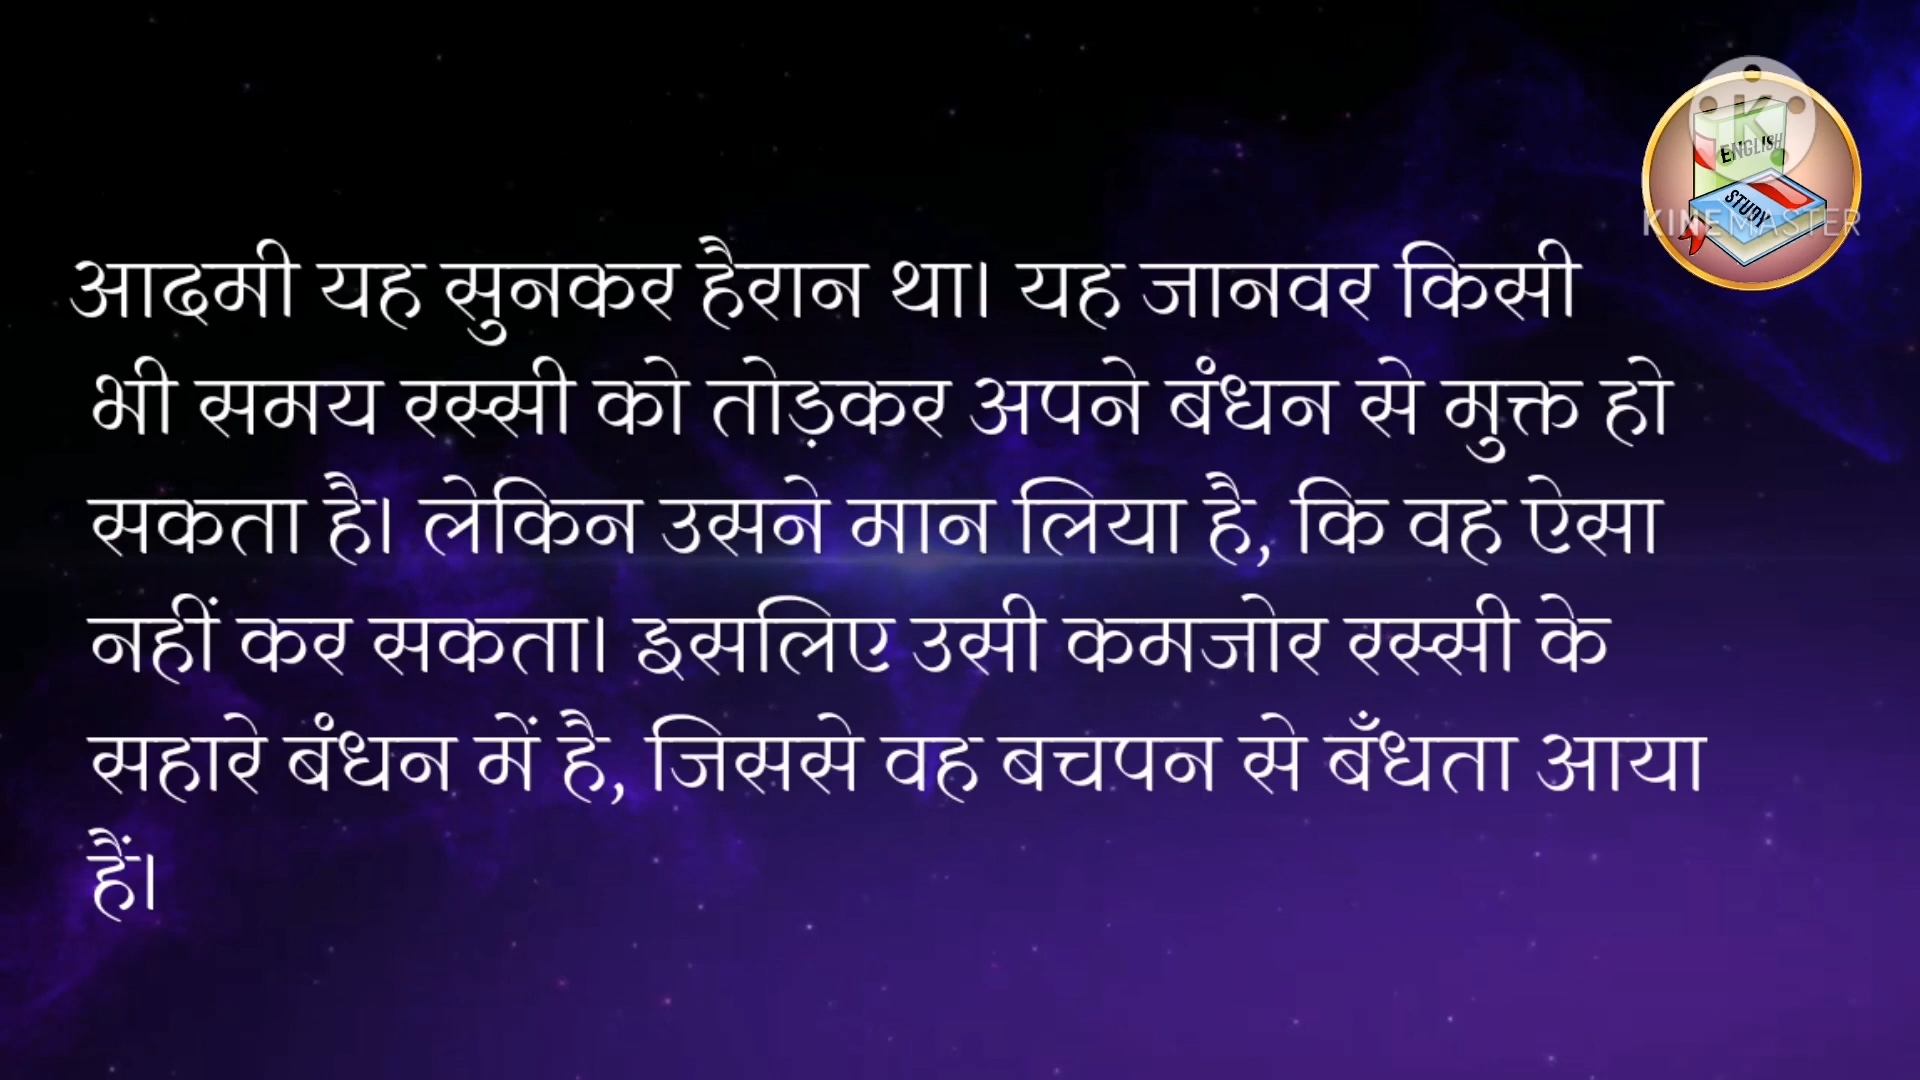 ENGLISH
STUDY
KINEMASTER
आदमी यह सुनकर हैरान था। यह जानवर किसी
भी समय रस्सी को तोड़कर अपने बंधन से मुक्त हो
सकता है। लेकिन उसने मान लिया है, कि वह ऐसा
नहीं कर सकता। इसलिए उसी कमजोर रस्सी के
सहारे बंधन में है, जिससे वह बचपन से बँधता आया
हैं।